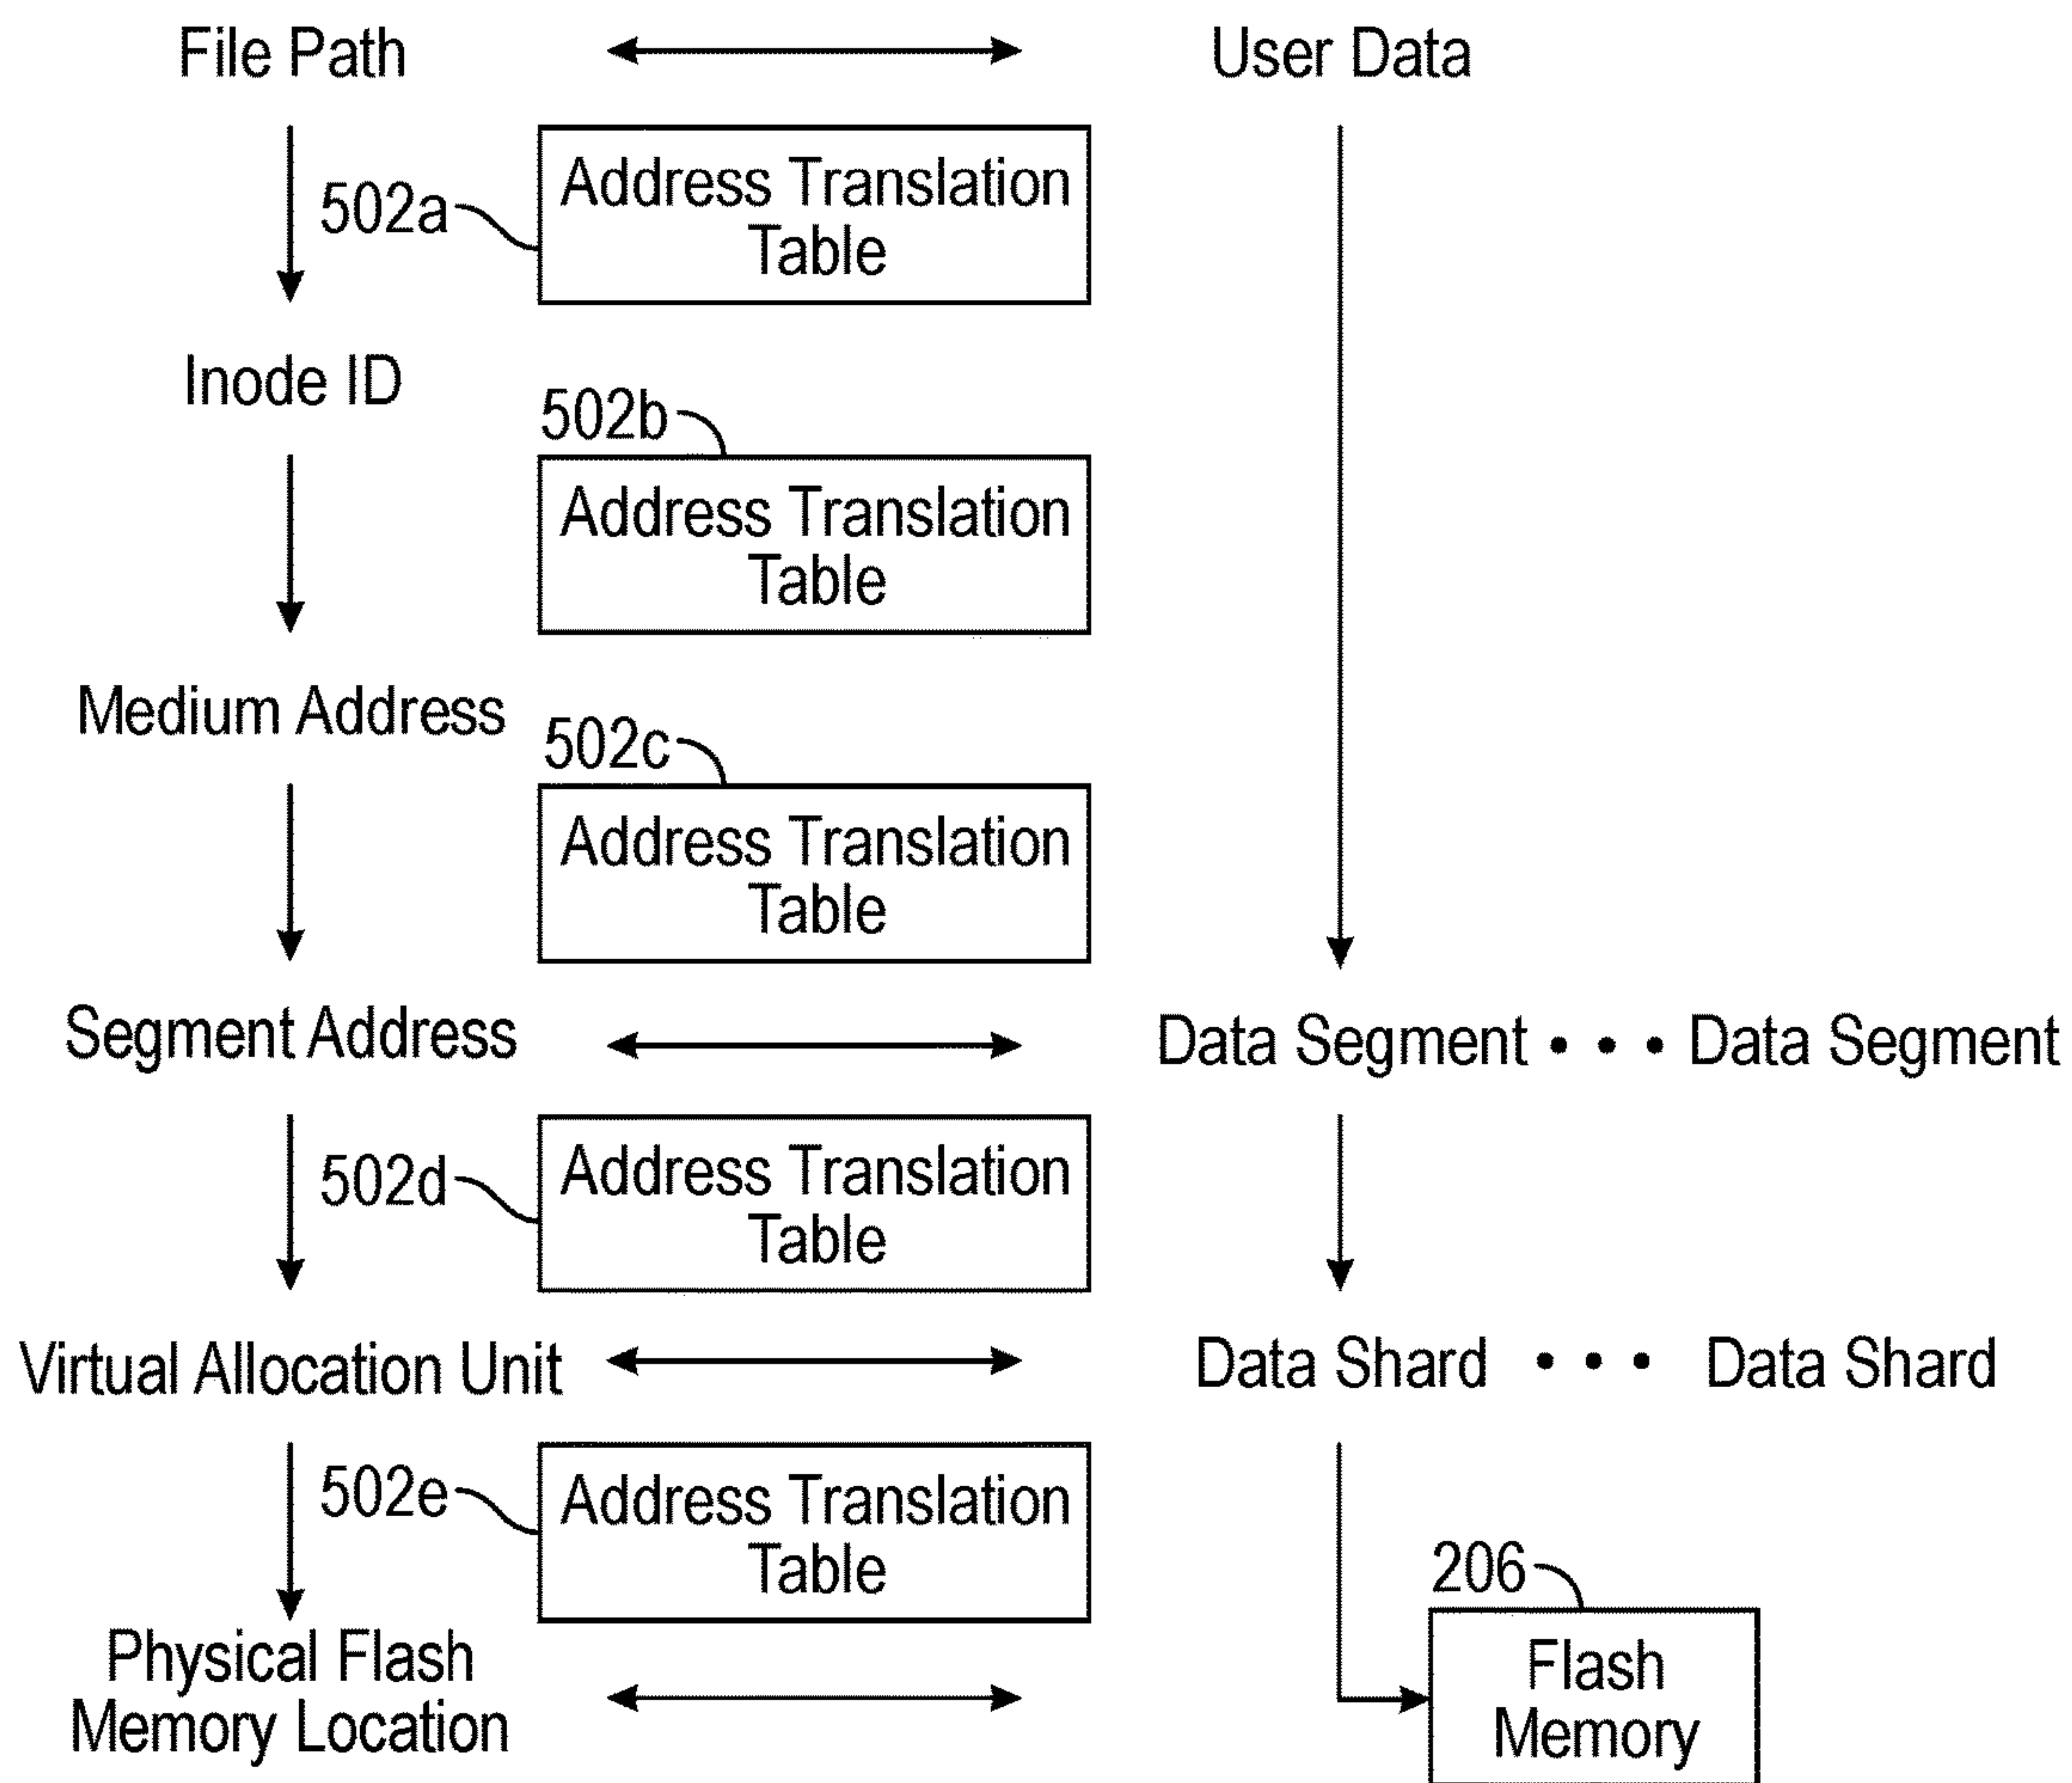 File Path
User Data
502a
Address Translation
Table
Inode ID
502b
Address Translation
Table
Medium Address
502c
Address Translation
Table
Segment Address
Data Segment • • • Data Segment
502d
Address Translation
Table
Virtual Allocation Unit
Data Shard • • • Data Shard
502e
Address Translation
Table
206
Physical Flash
Memory Location
Flash
Memory